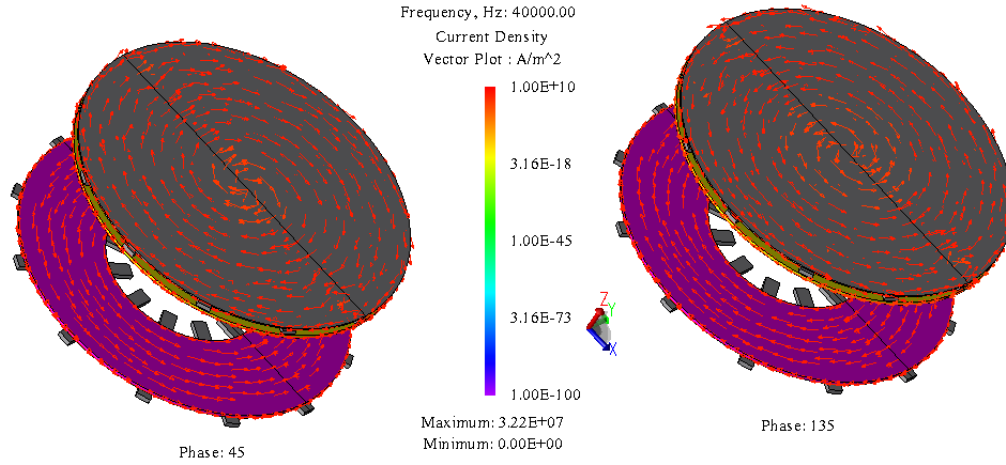 Frequency, Hz: 40000.00
Current Density
Vector Plot : A/m^2
1.00E+10
3.16E-18
1.00E-45
3.16E-73
1.00E-100
Maximum: 3.22E+07
Minimum: 0.00E+00
Z
Y
X
Phase: 45
Phase: 135